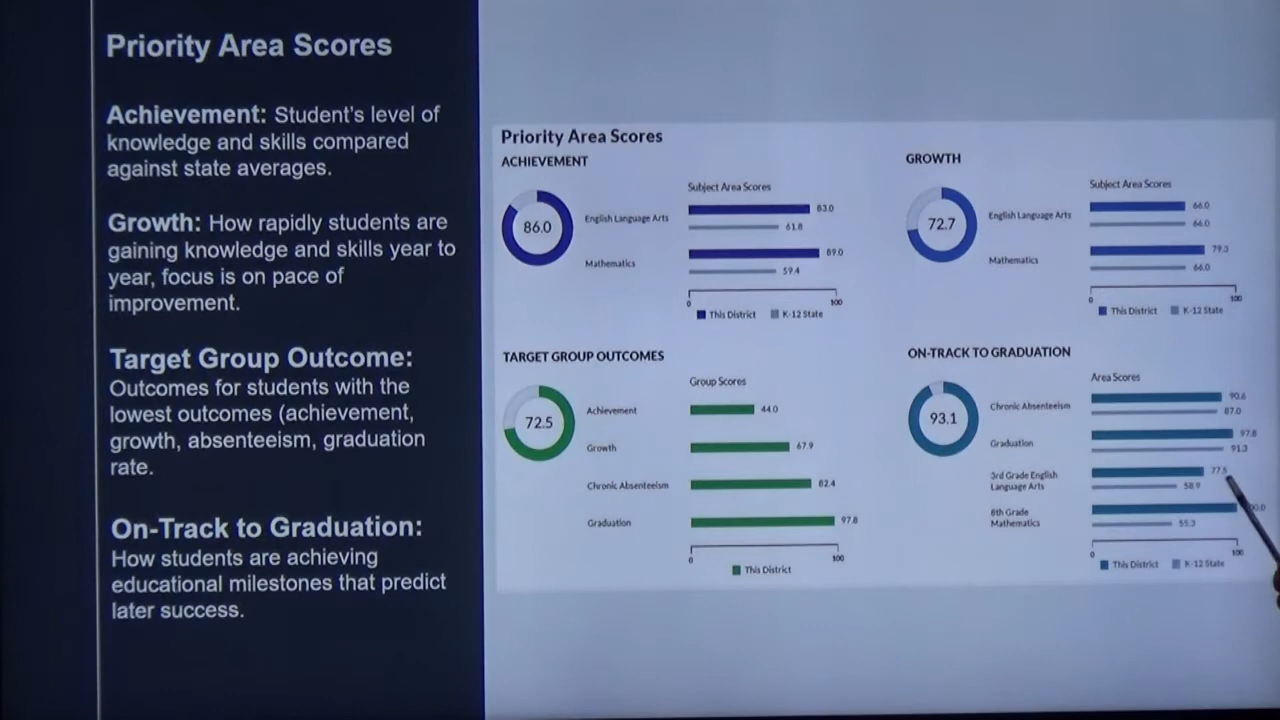 Priority Area Scores
Achievement: Student's level of
knowledge and skills compared
against state averages.
Growth: How rapidly students are
gaining knowledge and skills year to
year, focus is on pace of
improvement.
Target Group Outcome:
Outcomes for students with the
lowest outcomes (achievement,
growth, absenteeism, graduation
rate.
On-Track to Graduation:
How students are achieving
educational milestones that predict
later success.
Priority Area Scores
ACHIEVEMENT
86.0
Subject Area Scores
English Language Arts
83.0
61.8
Mathematics
89.0
59.4
0
100
This District
K-12 State
GROWTH
72.7
Subject Area Scores
English Language Arts
66.0
66.0
Mathematics
79.3
66.0
0
100
This District
K-12 State
TARGET GROUP OUTCOMES
72.5
Group Scores
Achievement
44.0
Growth
67.9
Chronic Absenteeism
82.4
Graduation
97.8
0
100
This District
ON-TRACK TO GRADUATION
93.1
Area Scores
Chronic Absenteeism
90.6
87.0
Graduation
97.8
91.3
3rd Grade English
Language Arts
77.5
58.9
8th Grade
Mathematics
55.3
0
100
This District
K-12 State